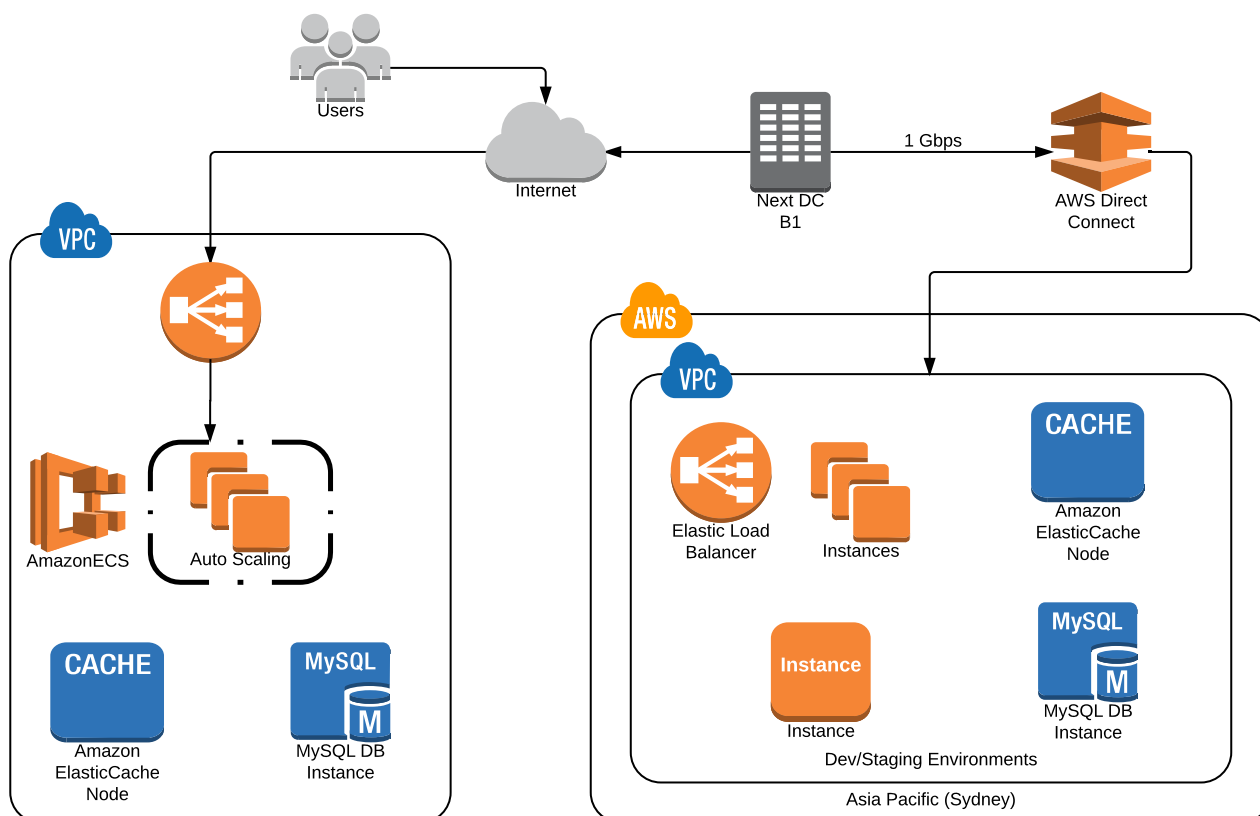 Users
Internet
1 Gbps
Next DC
B1
AWS Direct
Connect
VPC
AmazonECS
Auto Scaling
CACHE
Amazon
ElasticCache
Node
MySQL
M
MySQL DB
Instance
AWS
VPC
Elastic Load
Balancer
Instances
CACHE
Amazon
ElasticCache
Node
Instance
Instance
MySQL
M
MySQL DB
Instance
Dev/Staging Environments
Asia Pacific (Sydney)